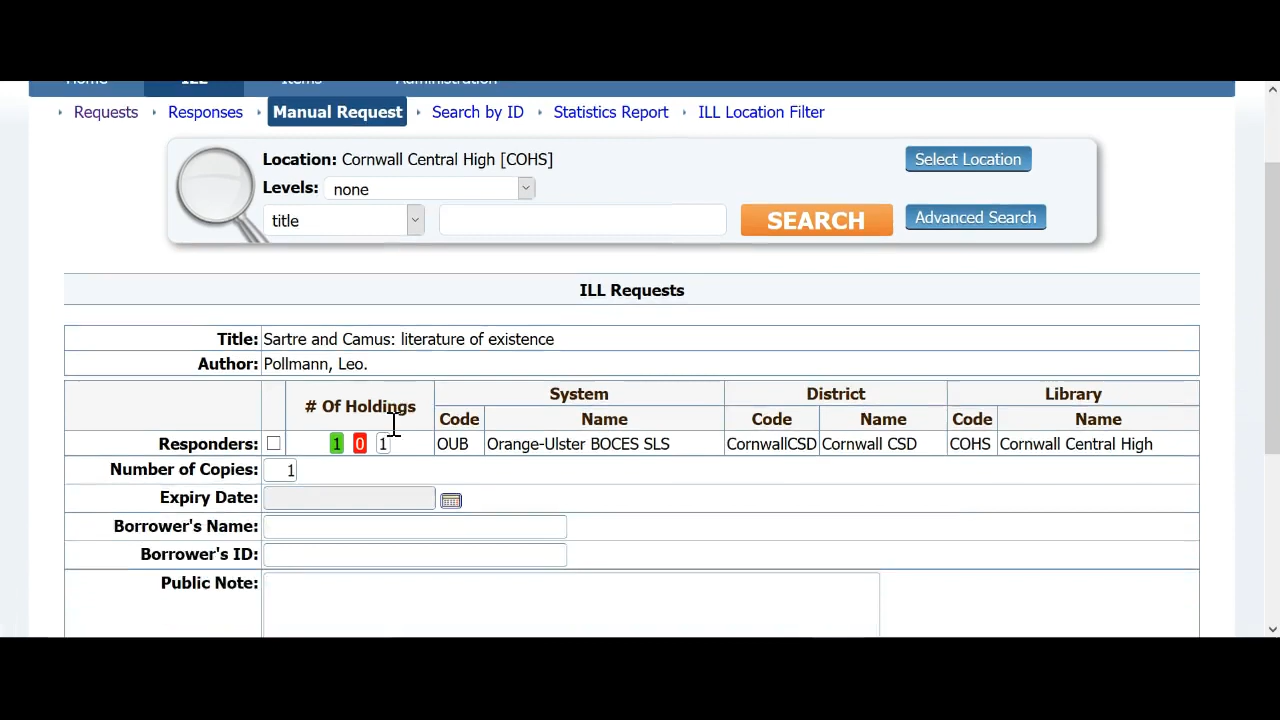 Home ILL Items Administration
Requests Responses Manual Request Search by ID Statistics Report ILL Location Filter
Location: Cornwall Central High [COHS] Select Location
Levels: none
title SEARCH Advanced Search
ILL Requests
Title: Sartre and Camus: literature of existence
Author: Pollmann, Leo.
# Of Holdings System District Library
Code Name Code Name Code Name
Responders: 1 0 1 OUB Orange-Ulster BOCES SLS CornwallCSD Cornwall CSD COHS Cornwall Central High
Number of Copies: 1
Expiry Date:
Borrower's Name:
Borrower's ID:
Public Note: